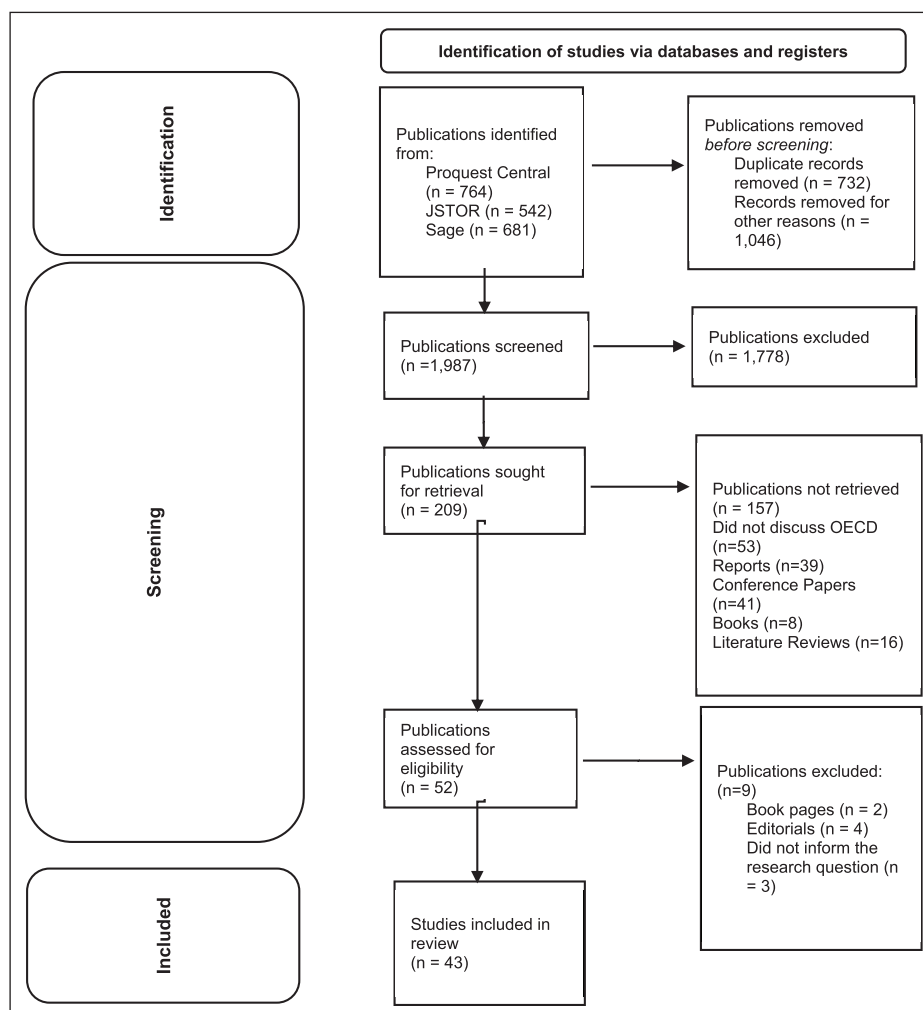 Identification of studies via databases and registers
Identification
Publications identified
from:
Proquest Central
(n = 764)
JSTOR (n = 542)
Sage (n = 681)
Publications removed
before screening:
Duplicate records
removed (n = 732)
Records removed for
other reasons (n =
1,046)
Screening
Publications screened
(n =1,987)
Publications excluded
(n = 1,778)
Publications sought
for retrieval
(n = 209)
Publications not retrieved
(n = 157)
Did not discuss OECD
(n=53)
Reports (n=39)
Conference Papers
(n=41)
Books (n=8)
Literature Reviews (n=16)
Publications
assessed for
eligibility
(n = 52)
Publications excluded:
(n=9)
Book pages (n = 2)
Editorials (n = 4)
Did not inform the
research question (n
= 3)
Included
Studies included in
review
(n = 43)